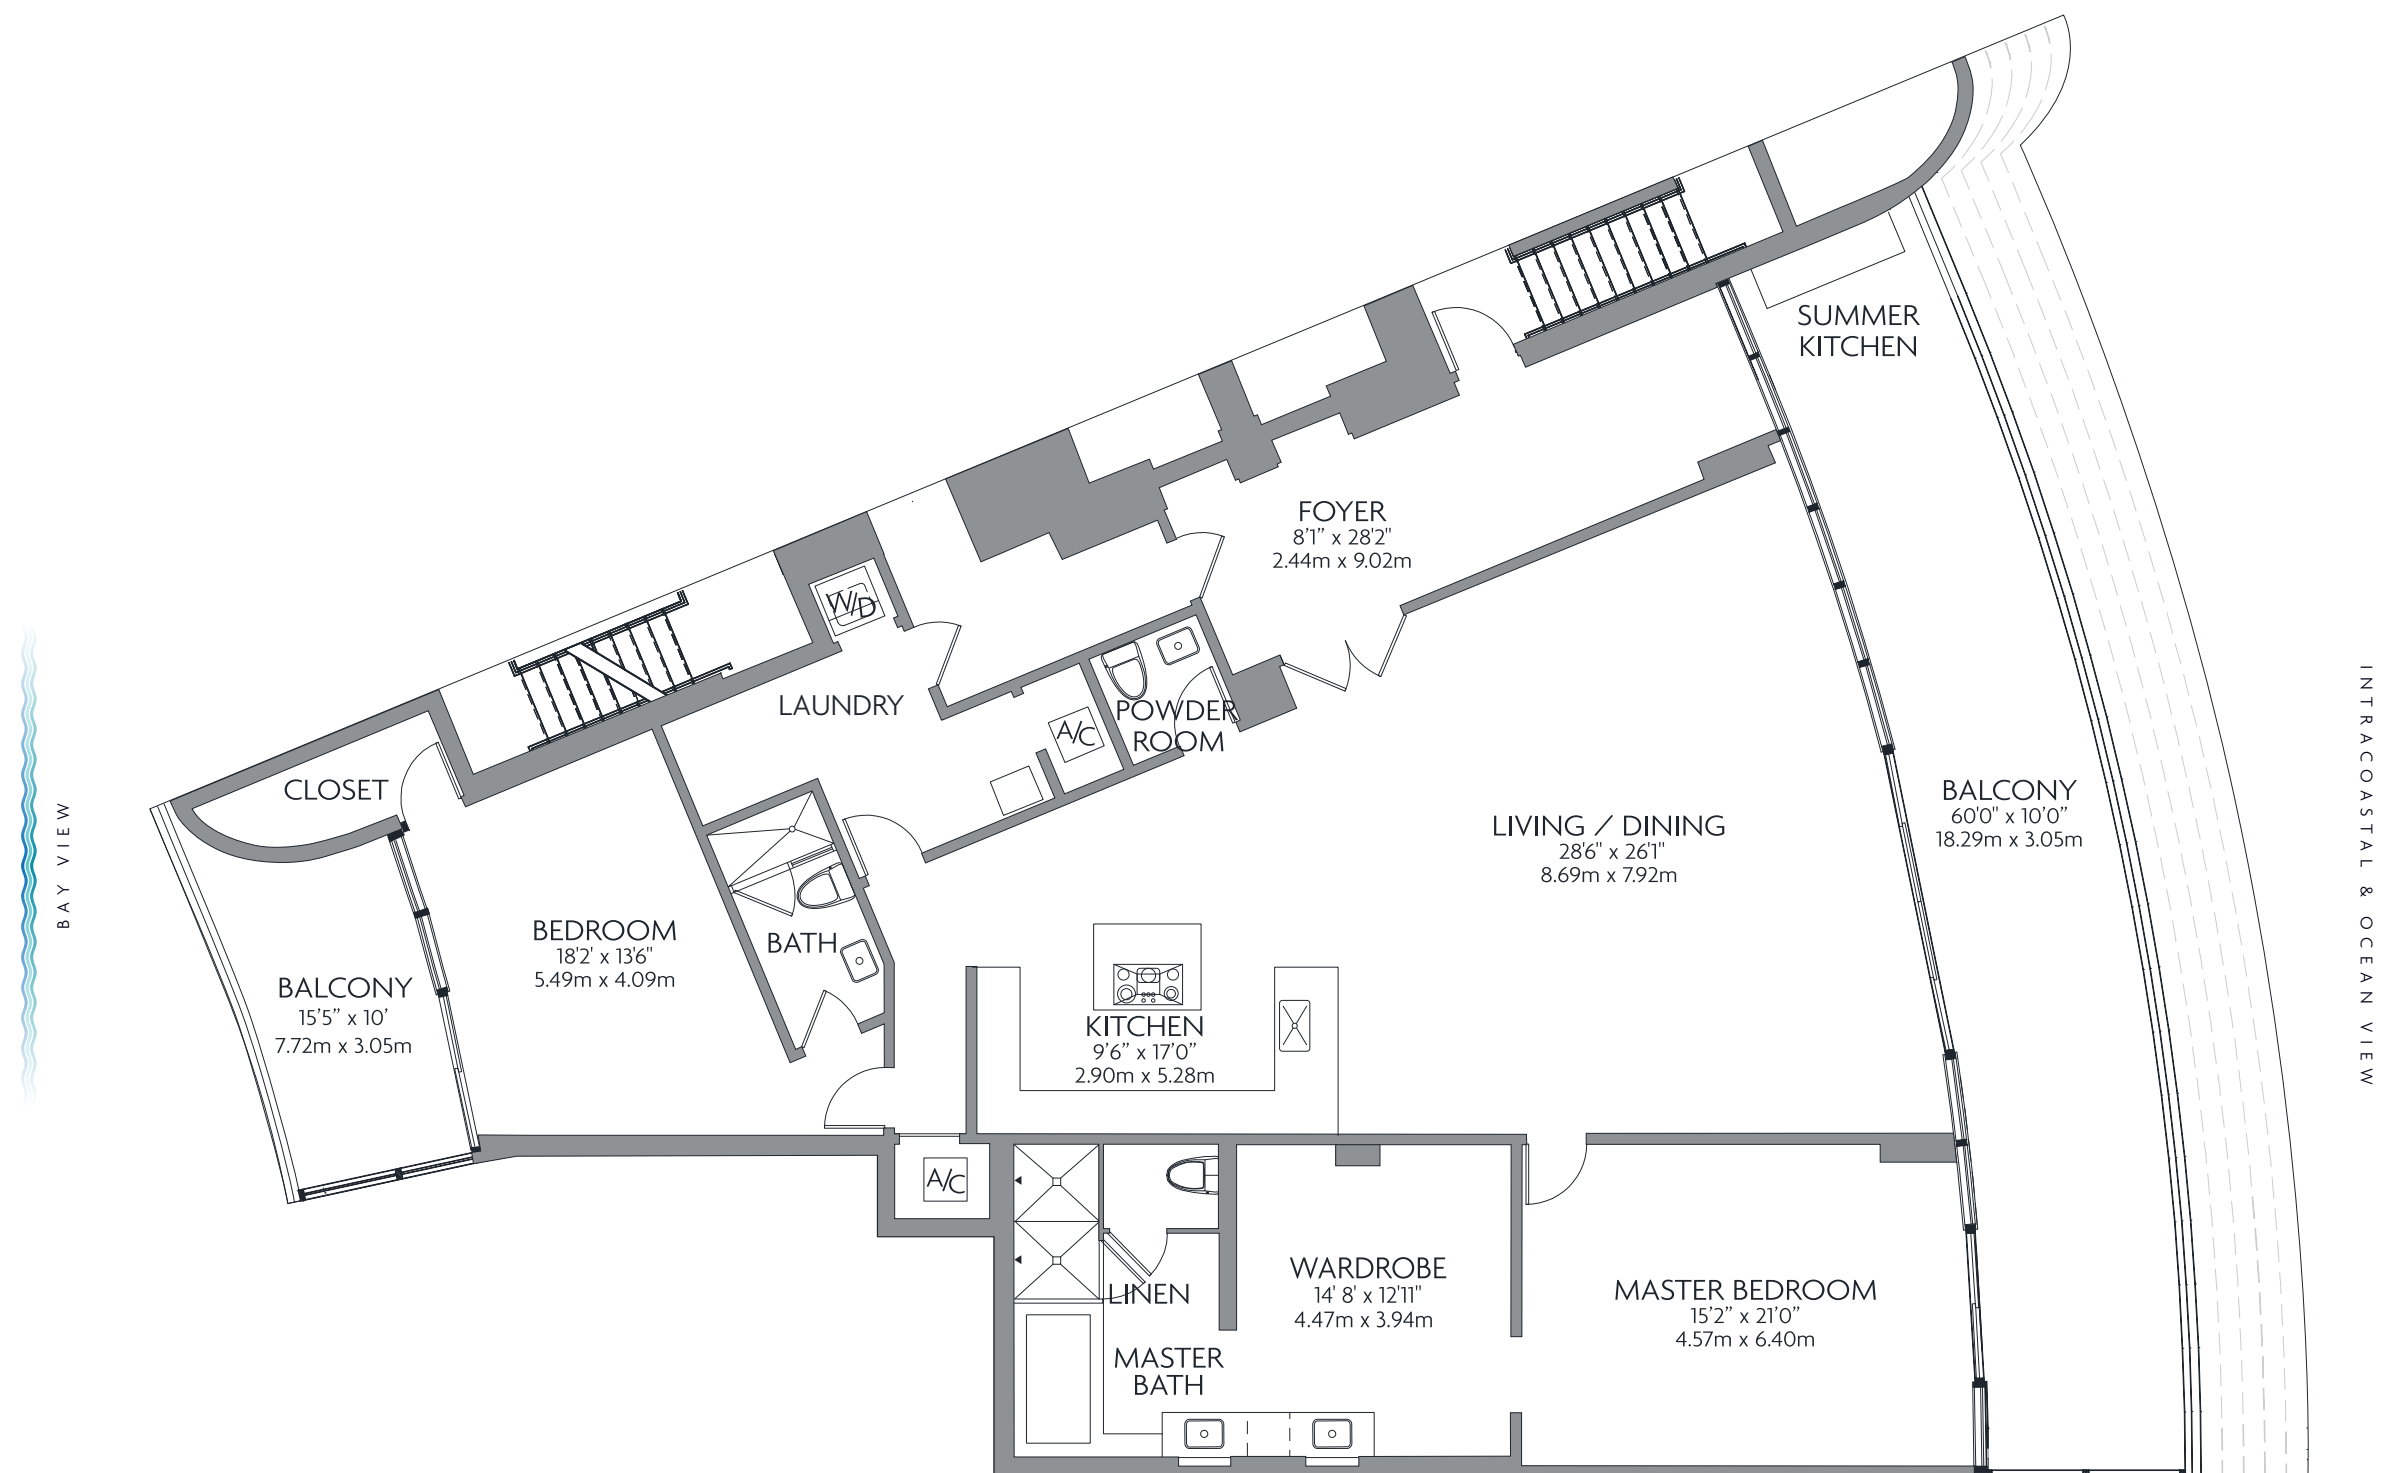 SUMMER
KITCHEN
FOYER
8'1” x 28'2"
2.44m x 9.02m
W/D
LAUNDRY
A/C
POWDER
ROOM
CLOSET
BALCONY
60'0" x 10'0”
18.29m x 3.05m
LIVING / DINING
28'6" x 26'1"
8.69m x 7.92m
BEDROOM
18'2' x 13'6"
5.49m x 4.09m
BATH
BALCONY
15'5” x 10'
7.72m x 3.05m
KITCHEN
9'6” x 17'0”
2.90m x 5.28m
A/C
LINEN
WARDROBE
14' 8' x 12'11"
4.47m x 3.94m
MASTER BEDROOM
15'2” x 21'0”
4.57m x 6.40m
MASTER
BATH
BAY VIEW
INTRACOASTAL & OCEAN VIEW